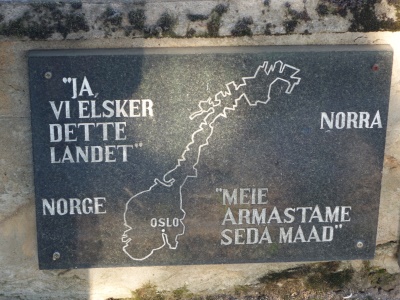 "JA,
VI ELSKER
DETTE
LANDET"
NORRA
NORGE
OSLO
"MEIE
ARMASTAME
SEDA MAAD"